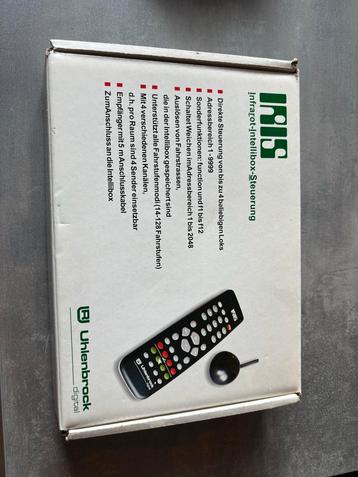 IRIS
Infrarot-Intellibox-Steuerung
Direkte Steuerung von bis zu 4 beliebigen Loks
Adressbereich 1 - 9999
Sonderfunktionen: function und f1 bis f12
Schaltet Weichen im Adressbereich 1 bis 2048
Auslösen von Fahrstrassen,
die in der Intellibox gespeichert sind
Unterstützt alle Fahrstufenmodi (14-128 Fahrstufen)
Mit 4 verschiedenen Kanälen,
d.h. pro Raum sind 4 Sender einsetzbar
Empfänger mit 5 m Anschlusskabel
Zum Anschluss an die Intellibox
Uhlenbrock
digital
IRIS
Uhlenbrock